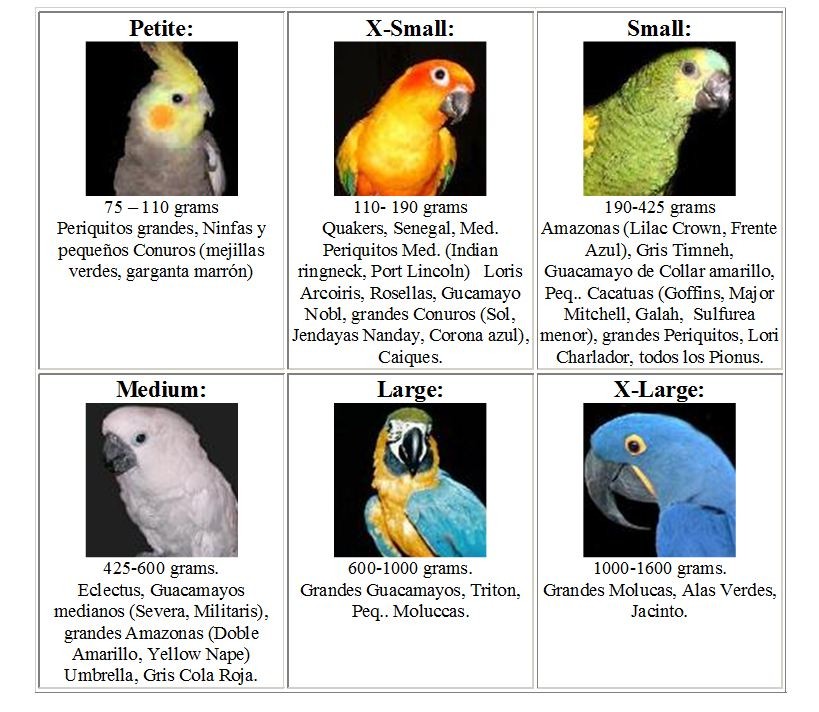 Petite:
75 – 110 grams
Periquitos grandes, Ninfas y
pequeños Conuros (mejillas
verdes, garganta marrón)
X-Small:
110- 190 grams
Quakers, Senegal, Med.
Periquitos Med. (Indian
ringneck, Port Lincoln) Loris
Arcoiris, Rosellas, Gucamayo
Nobl, grandes Conuros (Sol,
Jendayas Nanday, Corona azul),
Caiques.
Small:
190-425 grams
Amazonas (Lilac Crown, Frente
Azul), Gris Timneh,
Guacamayo de Collar amarillo,
Peq.. Cacatuas (Goffins, Major
Mitchell, Galah, Sulfurea
menor), grandes Periquitos, Lori
Charlador, todos los Pionus.
Medium:
425-600 grams.
Eclectus, Guacamayos
medianos (Severa, Militaris),
grandes Amazonas (Doble
Amarillo, Yellow Nape)
Umbrella, Gris Cola Roja.
Large:
600-1000 grams.
Grandes Guacamayos, Triton,
Peq.. Moluccas.
X-Large:
1000-1600 grams.
Grandes Molucas, Alas Verdes,
Jacinto.